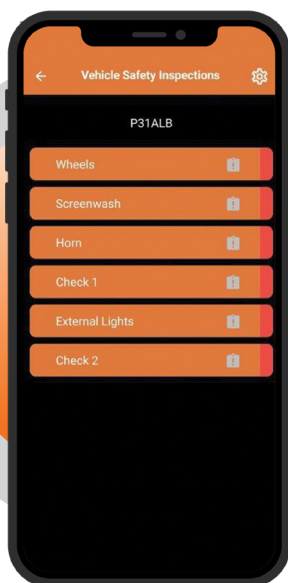 Vehicle Safety Inspections
P31ALB
Wheels
Screenwash
Horn
Check 1
External Lights
Check 2